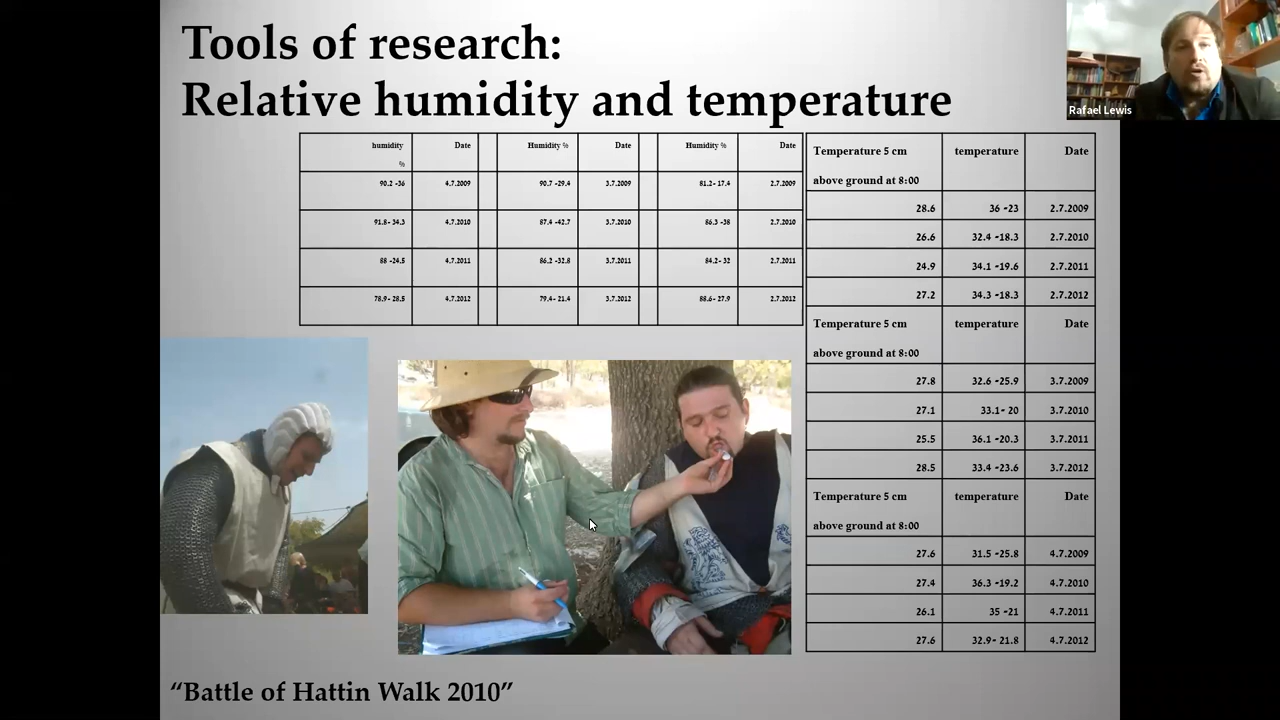 Tools of research:
Relative humidity and temperature
Rafael Lewis
humidity % Date Humidity % Date Humidity % Date
90.2 -36 4.7.2009 90.7 -29.4 3.7.2009 81.2- 17.4 2.7.2009
91.8- 34.3 4.7.2010 87.4 -42.7 3.7.2010 86.3 -38 2.7.2010
88 -24.5 4.7.2011 86.2 -32.8 3.7.2011 84.2- 32 2.7.2011
78.9- 28.5 4.7.2012 79.4- 21.4 3.7.2012 88.6- 27.9 2.7.2012
Temperature 5 cm temperature Date
above ground at 8:00
28.6 36 -23 2.7.2009
26.6 32.4 -18.3 2.7.2010
24.9 34.1 -19.6 2.7.2011
27.2 34.3 -18.3 2.7.2012
Temperature 5 cm temperature Date
above ground at 8:00
27.8 32.6 -25.9 3.7.2009
27.1 33.1- 20 3.7.2010
25.5 36.1 -20.3 3.7.2011
28.5 33.4 -23.6 3.7.2012
Temperature 5 cm temperature Date
above ground at 8:00
27.6 31.5 -25.8 4.7.2009
27.4 36.3 -19.2 4.7.2010
26.1 35 -21 4.7.2011
27.6 32.9- 21.8 4.7.2012
“Battle of Hattin Walk 2010”